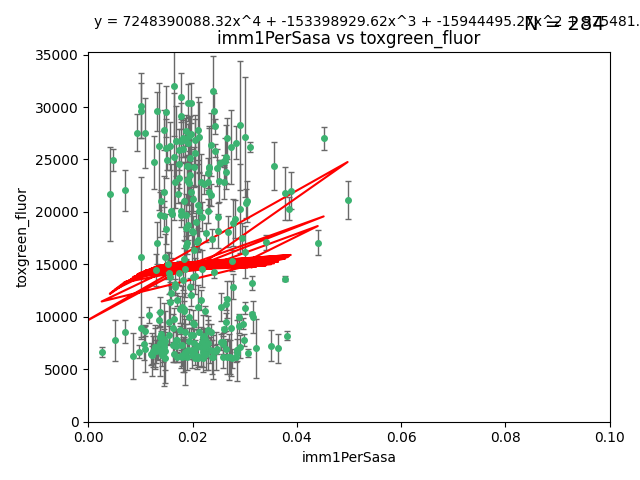 y = 7248390088.32x^4 + -153398929.62x^3 + -15944495.27x^2
N = 284
imm1PerSasa vs toxgreen_fluor
35000
30000
25000
20000
15000
10000
5000
0
toxgreen_fluor
0.00 0.02 0.04 0.06 0.08 0.10
imm1PerSasa